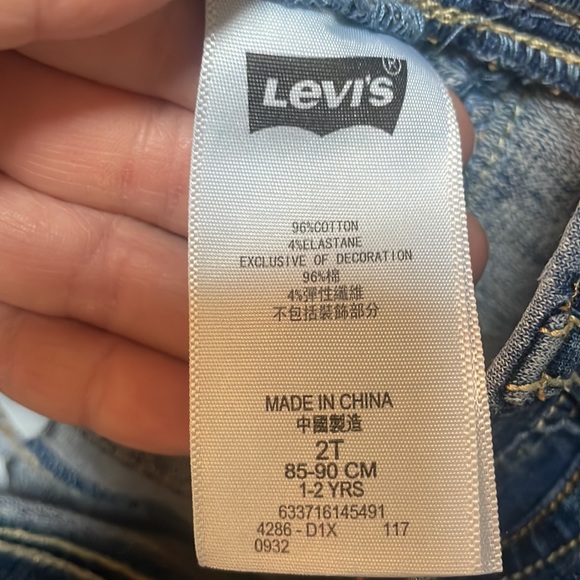 Levi's®
96%COTTON
4%ELASTANE
EXCLUSIVE OF DECORATION
96%棉
4%彈性纖維
不包括裝飾部分
MADE IN CHINA
中國製造
2T
85-90 CM
1-2 YRS
633716145491
4286 - D1X 117
0932